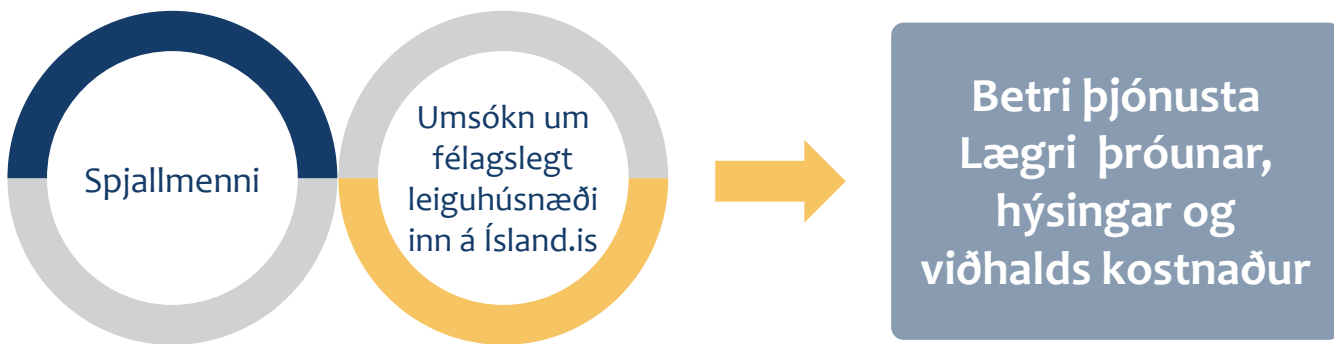 Spjallmenni
Umsókn um
félagslegt
leiguhúsnæði
inn á Ísland.is
Betri þjónusta
Lægri  þróunar,
hýsingar og
viðhalds kostnaður